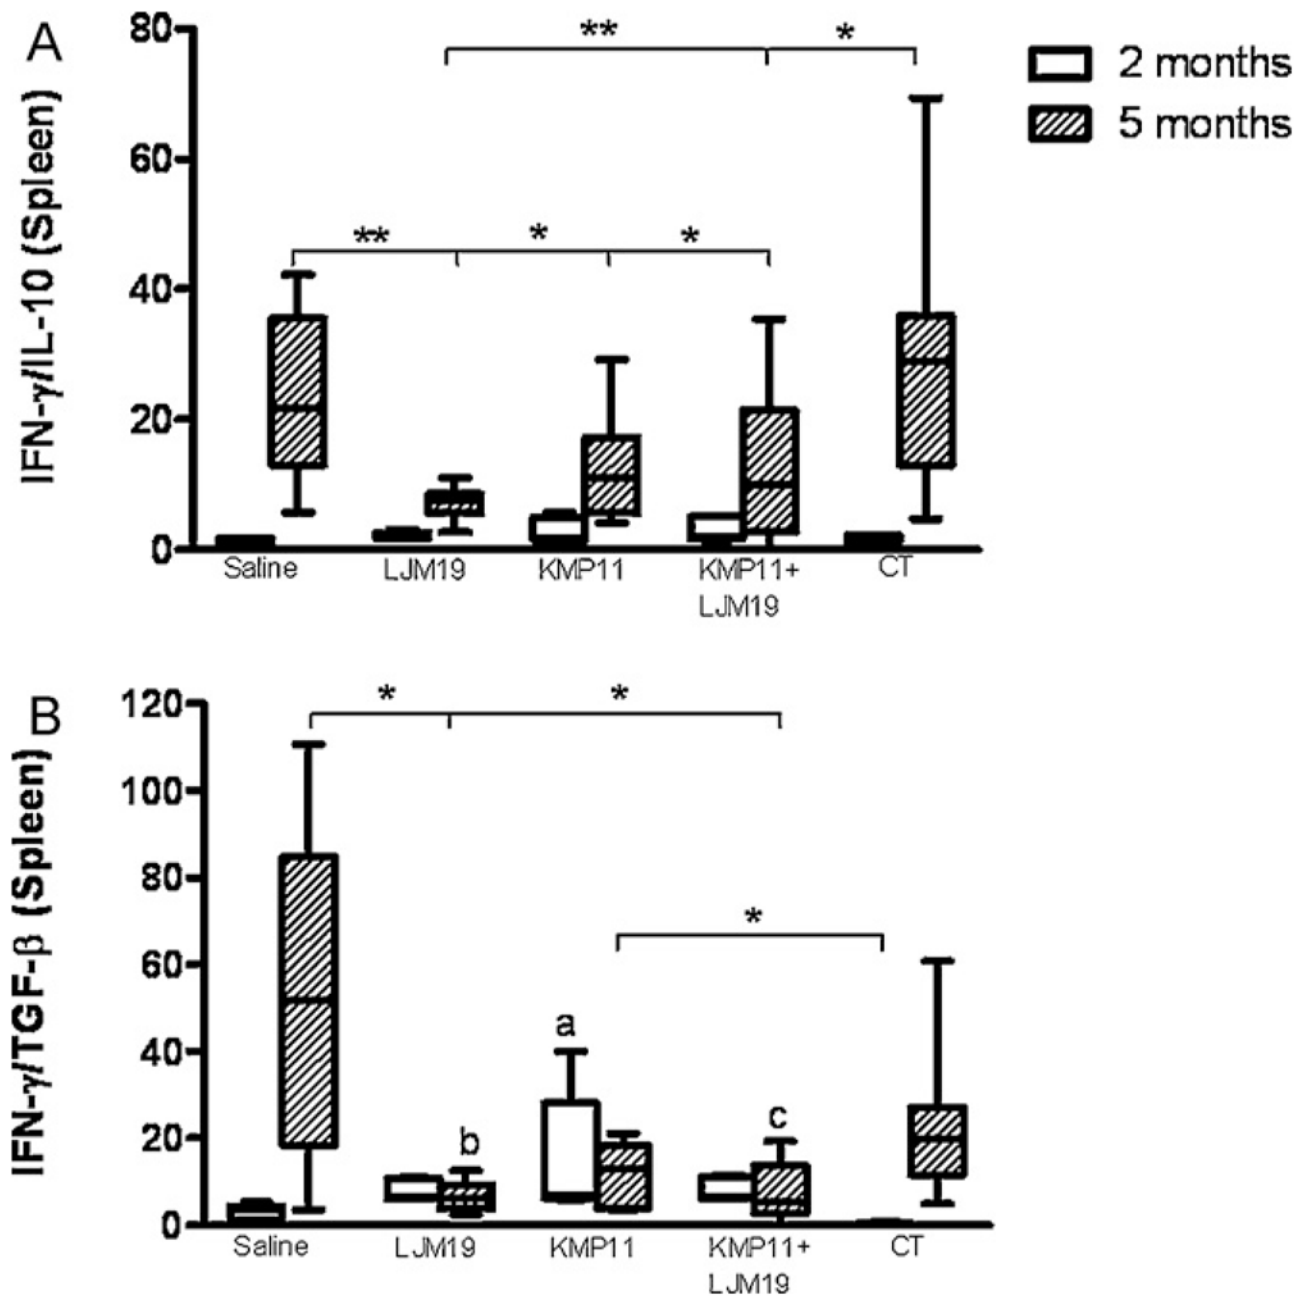 A
IFN-γ/IL-10 (Spleen)
80
60
40
20
0
** *
** * *
2 months
5 months
Saline LJM19 KMP11 KMP11+ CT
LJM19
B
IFN-γ/TGF-β (Spleen)
120
100
80
60
40
20
0
* *
*
a
b
c
Saline LJM19 KMP11 KMP11+ CT
LJM19